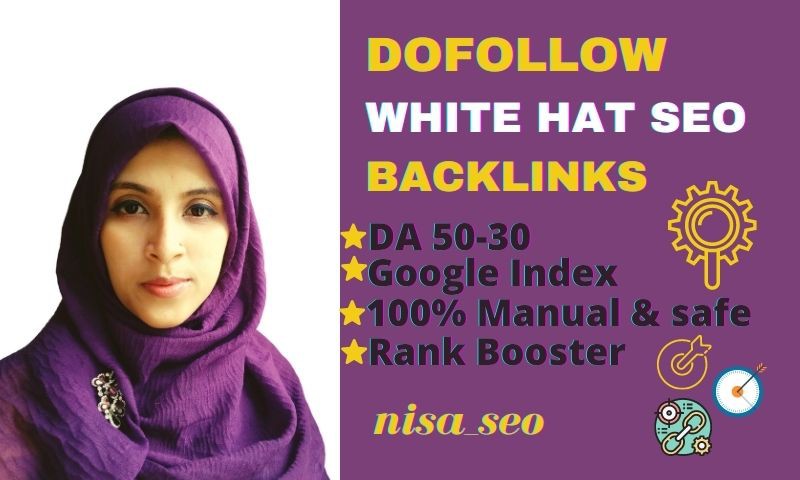 DOFOLLOW
WHITE HAT SEO
BACKLINKS
DA 50-30
Google Index
100% Manual & safe
Rank Booster
nisa_seo